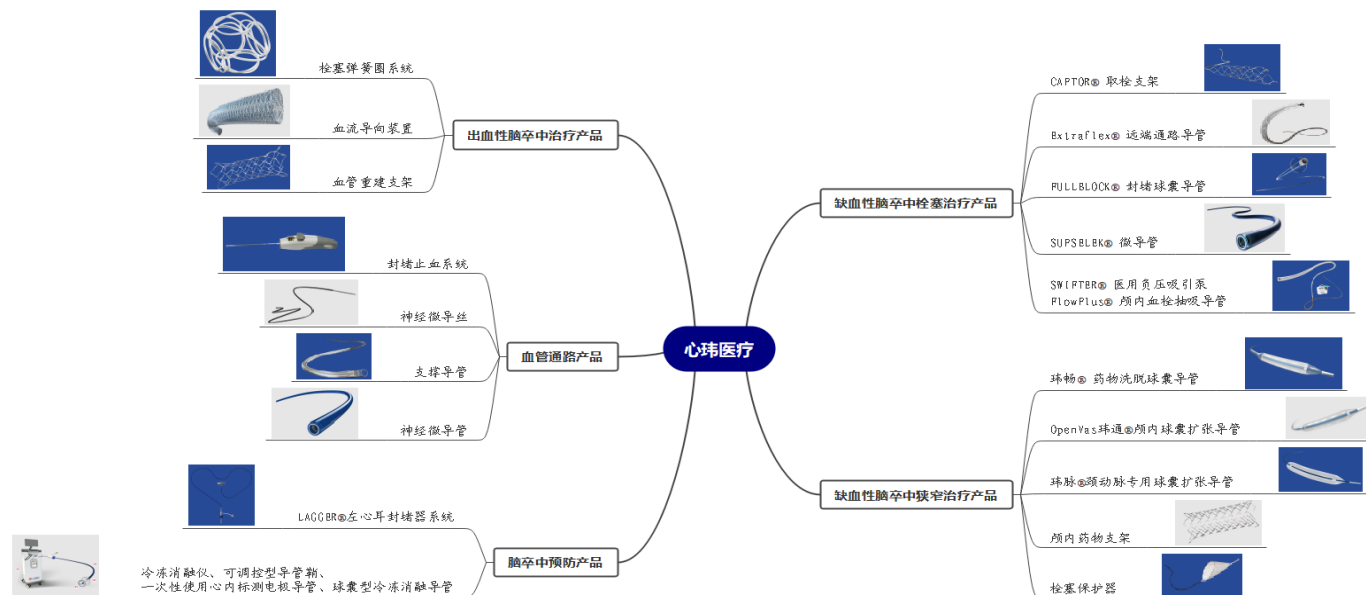 心玮医疗
出血性脑卒中治疗产品
栓塞弹簧圈系统
血流导向装置
血管重建支架
血管通路产品
封堵止血系统
神经微导丝
支撑导管
神经微导管
脑卒中预防产品
LAGGER®左心耳封堵器系统
冷冻消融仪、可调控型导管鞘、
一次性使用心内标测电极导管、球囊型冷冻消融导管
缺血性脑卒中栓塞治疗产品
CAPTOR® 取栓支架
Extraflex® 远端通路导管
FULLBLOCK® 封堵球囊导管
SUPSELEK® 微导管
SWIFTER® 医用负压吸引泵
FlowPlus® 颅内血栓抽吸导管
缺血性脑卒中狭窄治疗产品
玮畅® 药物洗脱球囊导管
OpenVas玮通®颅内球囊扩张导管
玮脉®颈动脉专用球囊扩张导管
颅内药物支架
栓塞保护器